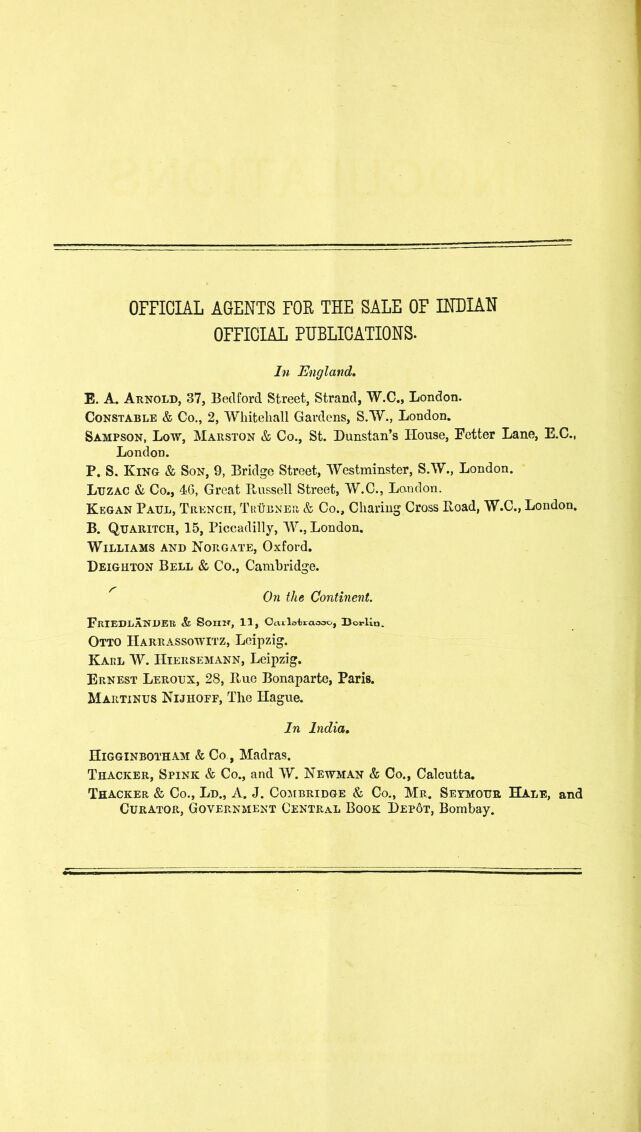 OFFICIAL AGENTS FOR THE SALE OF INDIAN
OFFICIAL PUBLICATIONS.
In England.
E. A. ARNOLD, 37, Bedford Street, Strand, W.C., London.
CONSTABLE & Co., 2, Whitehall Gardens, S.W., London.
SAMPSON, LOW, MARSTON & Co., St. Dunstan's House, Fetter Lane, E.C.,
London.
P. S. KING & SON, 9, Bridge Street, Westminster, S.W., London.
LUZAC & Co., 46, Great Russell Street, W.C., London.
KEGAN PAUL, TRENCH, TRÜBNER & Co., Charing Cross Road, W.C., London.
B. QUARITCH, 15, Piccadilly, W., London.
WILLIAMS AND NORGATE, Oxford.
DEIGHTON BELL & Co., Cambridge.
On the Continent.
FRIEDLÄNDER & SOHN, 11, Carlstrasse, Berlin.
OTTO HARRASSOWITZ, Leipzig.
KARL W. HIERSEMANN, Leipzig.
ERNEST LEROUX, 28, Rue Bonaparte, Paris.
MARTINUS NIJHOFF, The Hague.
In India.
HIGGINBOTHAM & Co, Madras.
THACKER, SPINK & Co., and W. NEWMAN & Co., Calcutta.
THACKER & Co., LD., A. J. COMBRIDGE & Co., MR. SEYMOUR HALE, and
CURATOR, GOVERNMENT CENTRAL BOOK DEPÔT, Bombay.